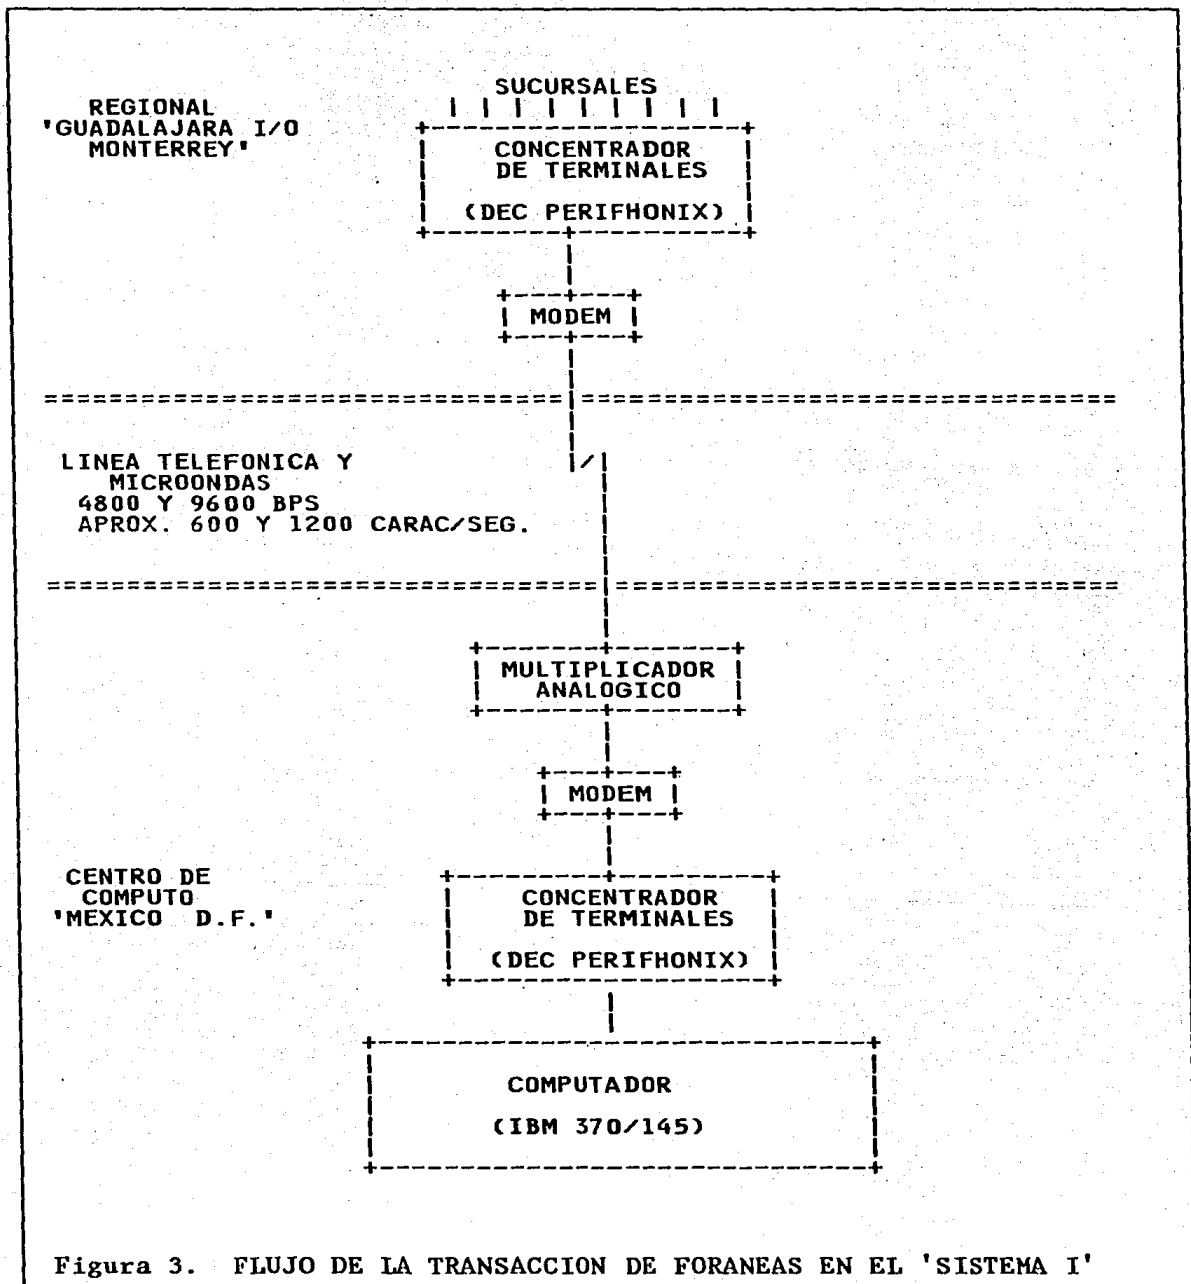 SUCURSALES
REGIONAL
'GUADALAJARA I/O
MONTERREY'
CONCENTRADOR
DE TERMINALES
(DEC PERIFHONIX)
MODEM
LINEA TELEFONICA Y
MICROONDAS
4800 Y 9600 BPS
APROX. 600 Y 1200 CARAC/SEG.
MULTIPLICADOR
ANALOGICO
MODEM
CENTRO DE
COMPUTO
'MEXICO D.F.'
CONCENTRADOR
DE TERMINALES
(DEC PERIFHONIX)
COMPUTADOR
(IBM 370/145)
Figura 3. FLUJO DE LA TRANSACCION DE FORANEAS EN EL 'SISTEMA I'